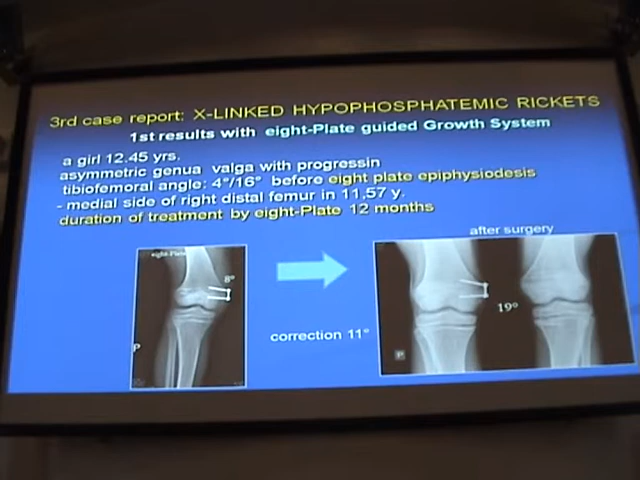 3rd case report: X-LINKED HYPOPHOSPHATEMIC RICKETS
1st results with eight-Plate guided Growth System
a girl 12.45 yrs.
asymmetric genua valga with progressin
tibiofemoral angle: 4°/16° before eight plate epiphysiodesis
- medial side of right distal femur in 11,57 y.
duration of treatment by eight-Plate 12 months
after surgery
eight-Plate
8°
19°
correction 11°
P
P